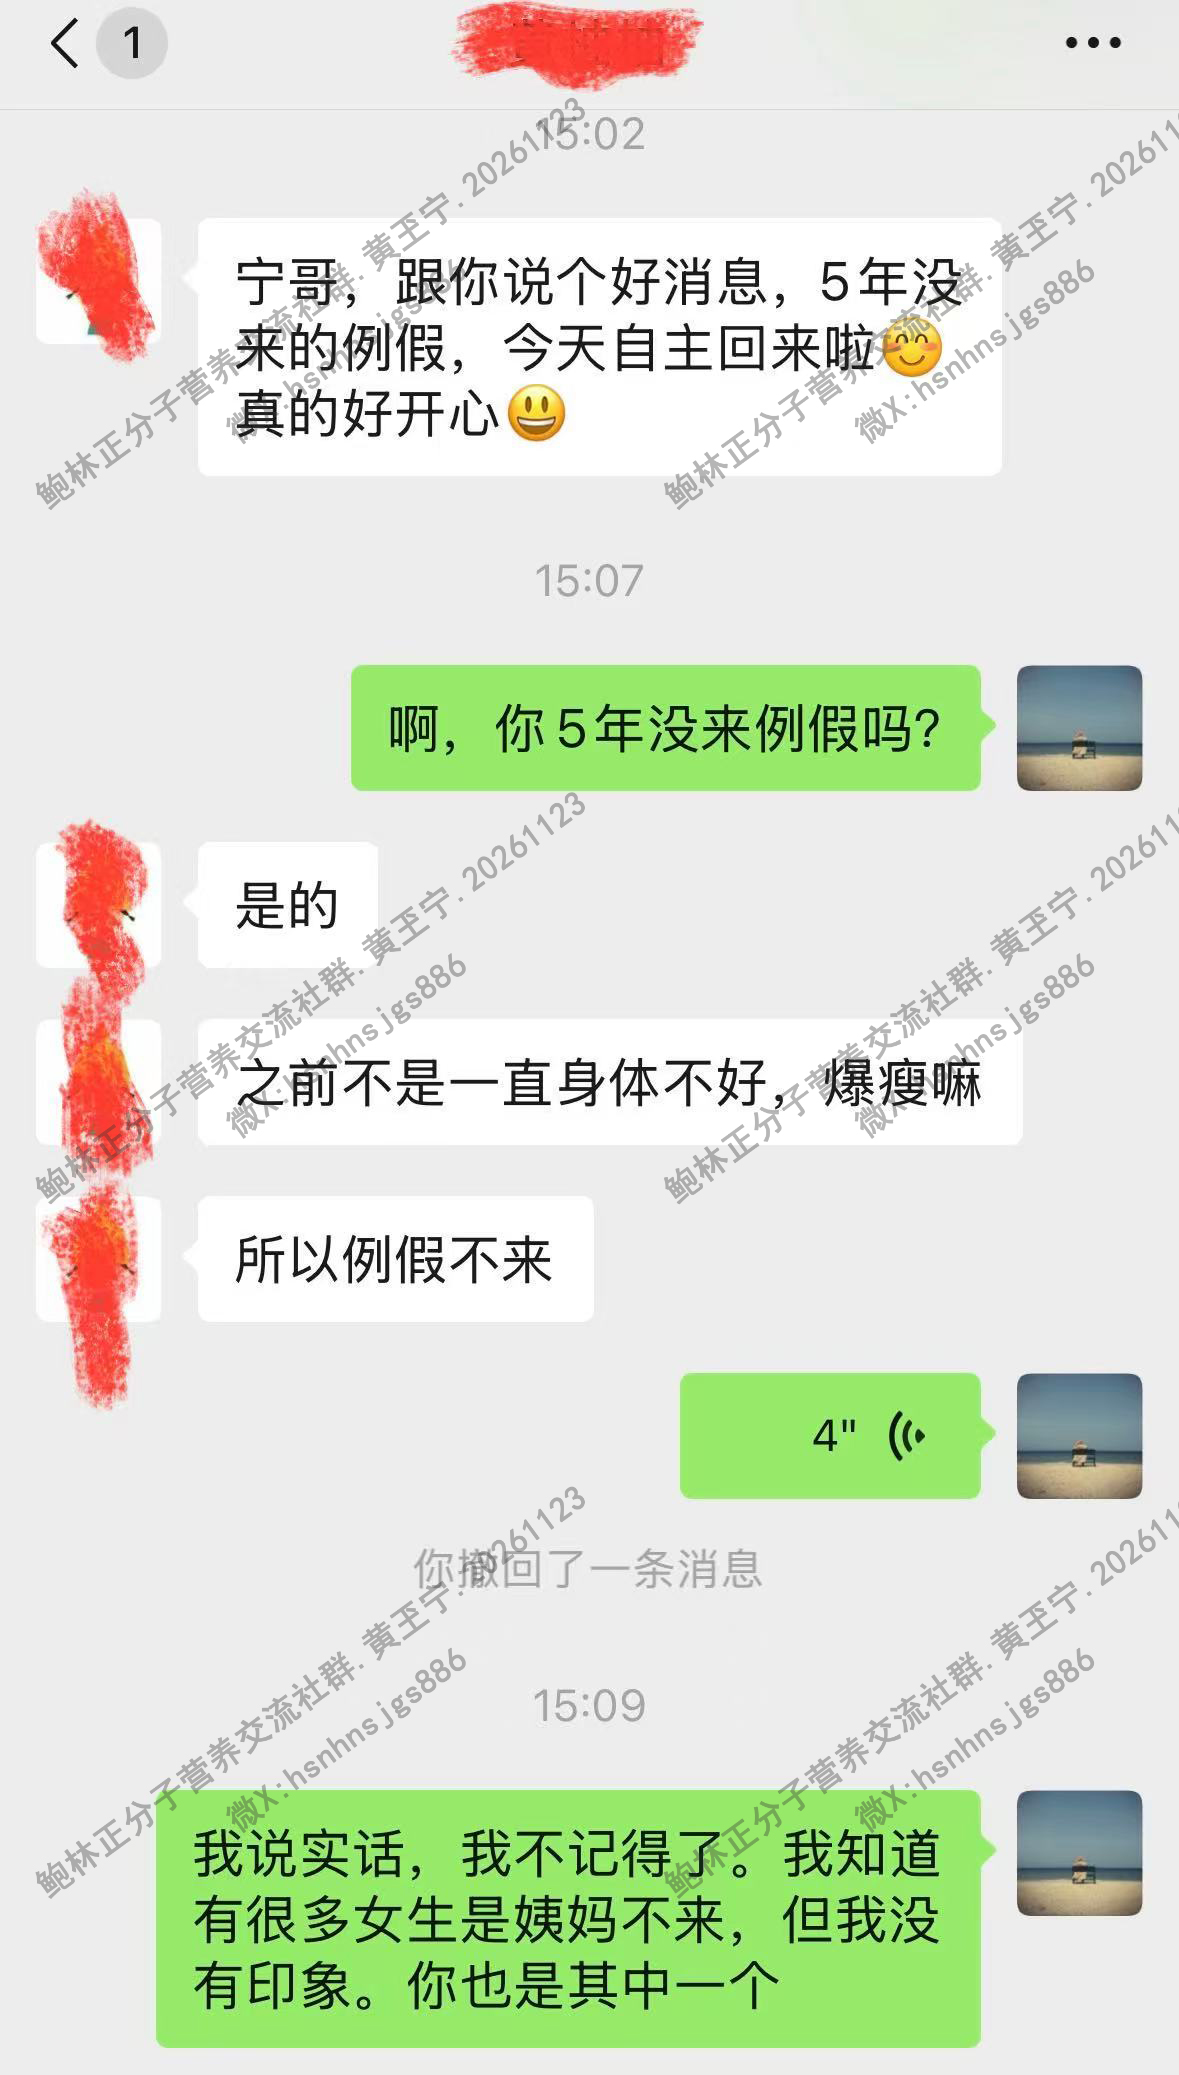 1
15:02
宁哥，跟你说个好消息，5年没
来的例假，今天自主回来啦😊
真的好开心😃
15:07
啊，你5年没来例假吗?
是的
之前不是一直身体不好，爆瘦嘛
所以例假不来
4"
你撤回了一条消息
15:09
我说实话，我不记得了。我知道
有很多女生是姨妈不来，但我没
有印象。你也是其中一个
鲍林正分子营养交流社群. 黄玊宁. 20261123
微X:hsnhnsjgs886